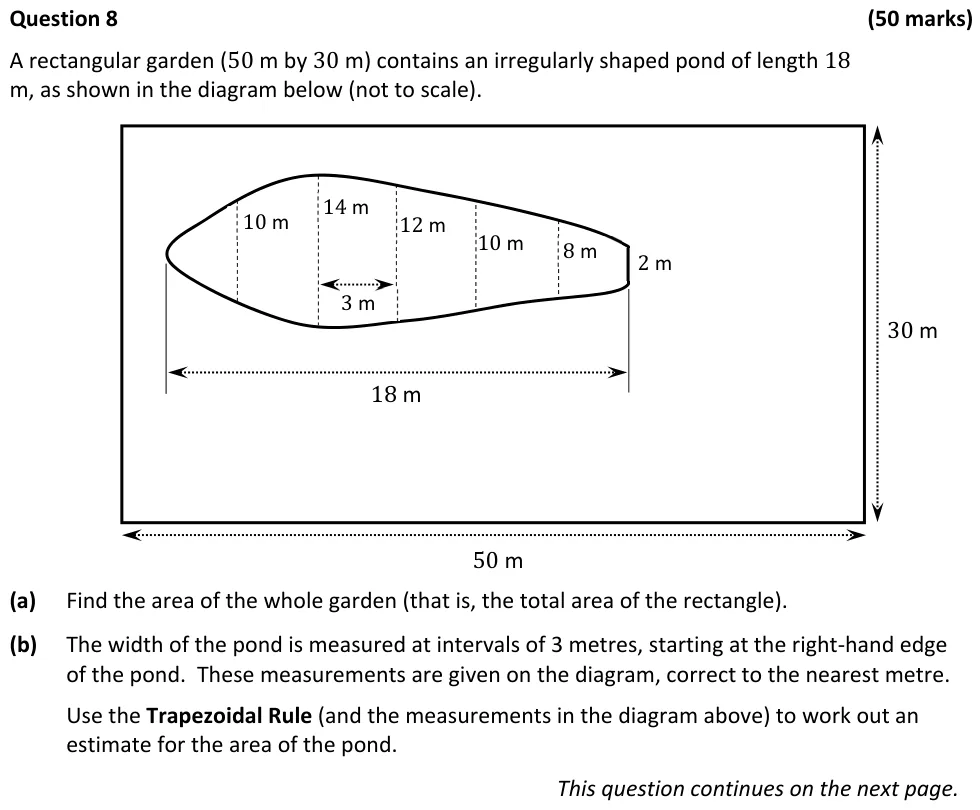 Question 8 (50 marks)
A rectangular garden (50 m by 30 m) contains an irregularly shaped pond of length 18
m, as shown in the diagram below (not to scale).
10 m
14 m
12 m
10 m
8 m
2 m
3 m
18 m
30 m
50 m
(a) Find the area of the whole garden (that is, the total area of the rectangle).
(b) The width of the pond is measured at intervals of 3 metres, starting at the right-hand edge
of the pond. These measurements are given on the diagram, correct to the nearest metre.
Use the Trapezoidal Rule (and the measurements in the diagram above) to work out an
estimate for the area of the pond.
This question continues on the next page.